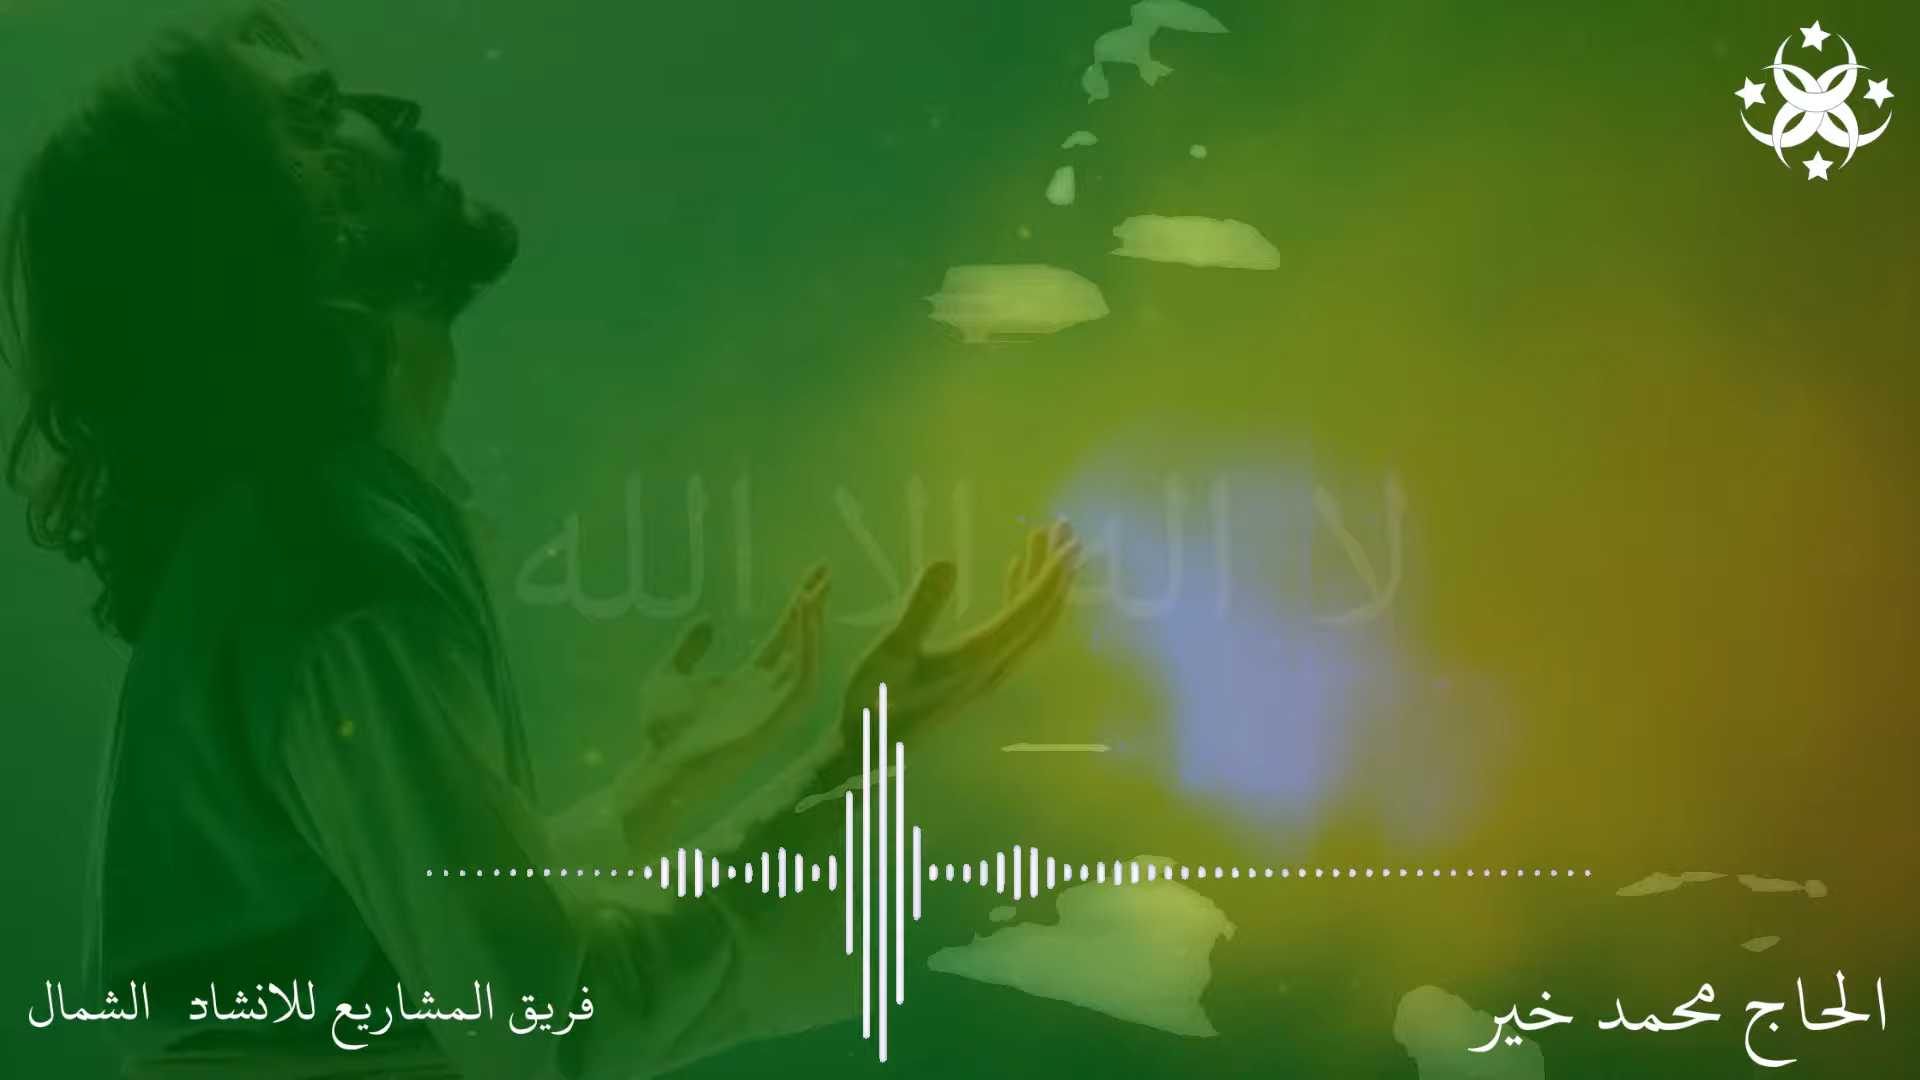 لا اله الا الله
الحاج محمد خير
فريق المشاريع للانشاد الشمال